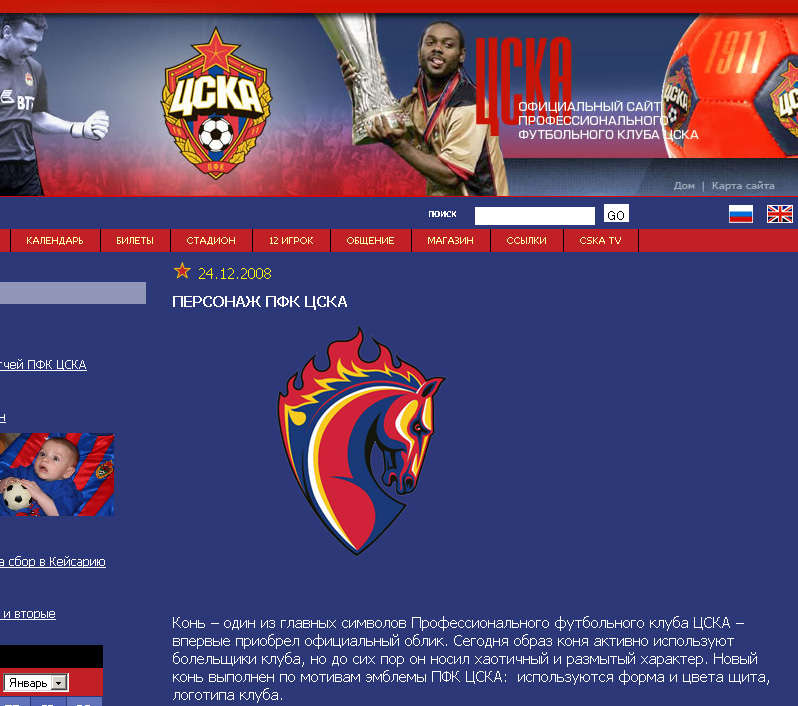 ВТБ
ЦСКА
ПФК
ЦСКА
1911
ОФИЦИАЛЬНЫЙ САЙТ
ПРОФЕССИОНАЛЬНОГО
ФУТБОЛЬНОГО КЛУБА ЦСКА
ЦСКА
Дом | Карта сайта
поиск GO
КАЛЕНДАРЬ БИЛЕТЫ СТАДИОН 12 ИГРОК ОБЩЕНИЕ МАГАЗИН ССЫЛКИ CSKA TV
24.12.2008
ПЕРСОНАЖ ПФК ЦСКА
тчей ПФК ЦСКА
н
а сбор в Кейсарию
и вторые
Январь
Конь – один из главных символов Профессионального футбольного клуба ЦСКА –
впервые приобрел официальный облик. Сегодня образ коня активно используют
болельщики клуба, но до сих пор он носил хаотичный и размытый характер. Новый
конь выполнен по мотивам эмблемы ПФК ЦСКА: используются форма и цвета щита,
логотипа клуба.